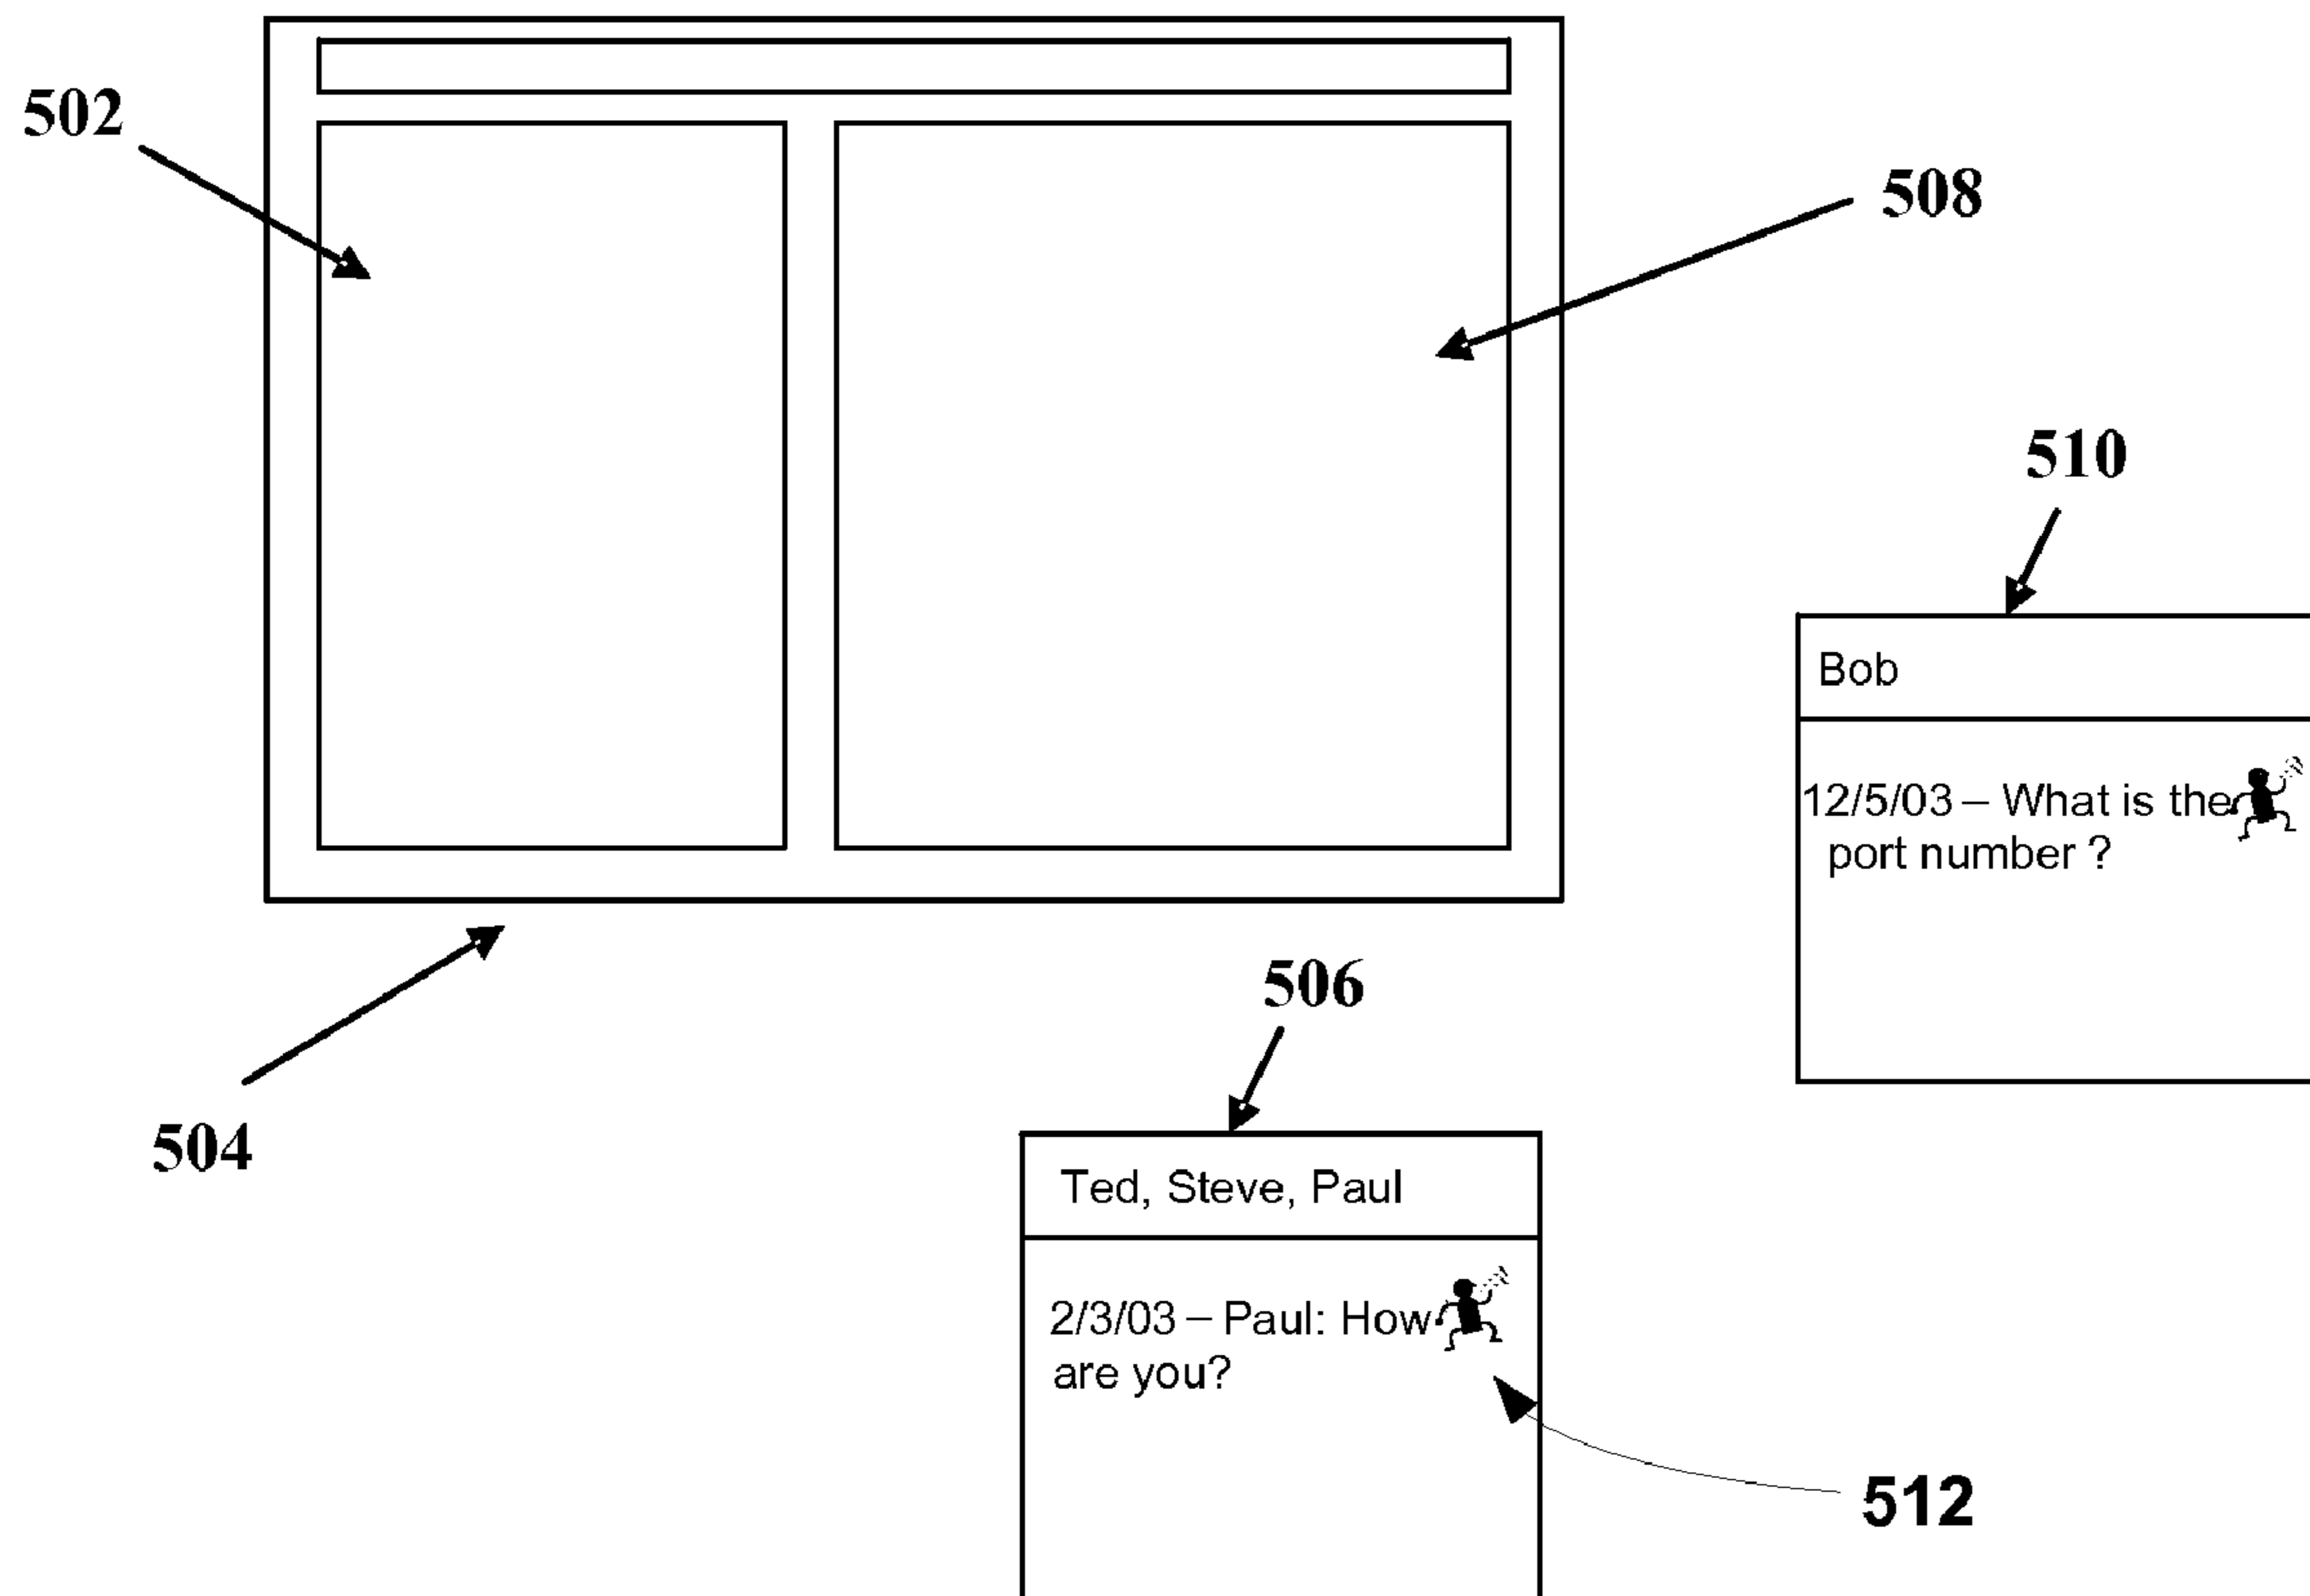 502
508
510
Bob
12/5/03 – What is the
port number ?
504
506
Ted, Steve, Paul
2/3/03 – Paul: How
are you?
512